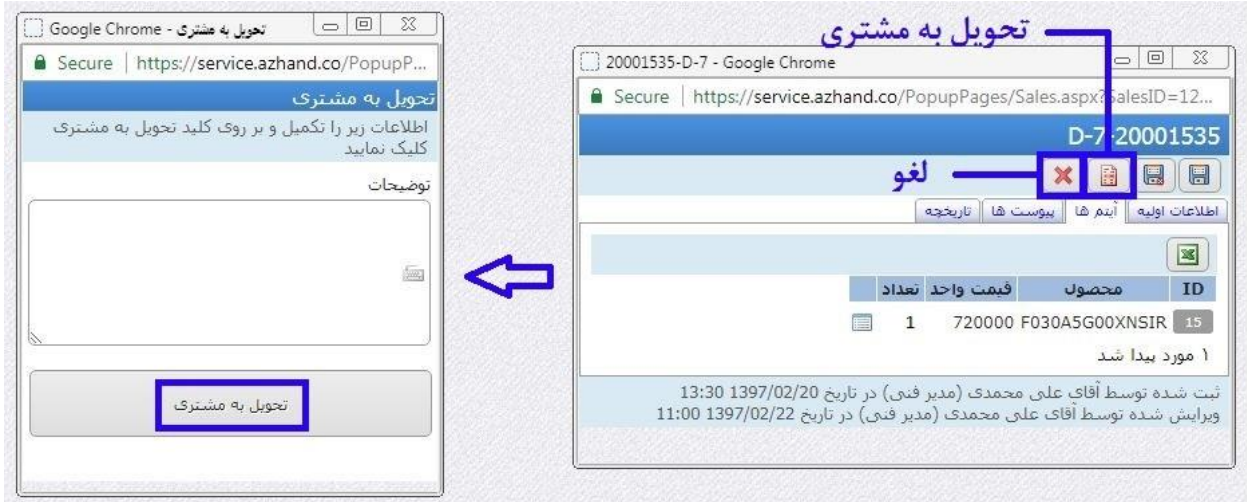 تحویل به مشتری
20001535-D-7 - Google Chrome
Secure | https://service.azhand.co/PopupPages/Sales.aspx?SalesID=12...
D-7-20001535
لغو
اطلاعات اولیه آیتم ها پیوست ها تاریخچه
ID محصول قیمت واحد تعداد
15 F030A5G00XNSIR 720000 1
۱ مورد پیدا شد
ثبت شده توسط آقای علی محمدی (مدیر فنی) در تاریخ 1397/02/20 13:30
ویرایش شده توسط آقای علی محمدی (مدیر فنی) در تاریخ 1397/02/22 11:00
تحویل به مشتری - Google Chrome
Secure | https://service.azhand.co/PopupP...
تحویل به مشتری
اطلاعات زیر را تکمیل و بر روی کلید تحویل به مشتری
کلیک نمایید
توضیحات
تحویل به مشتری